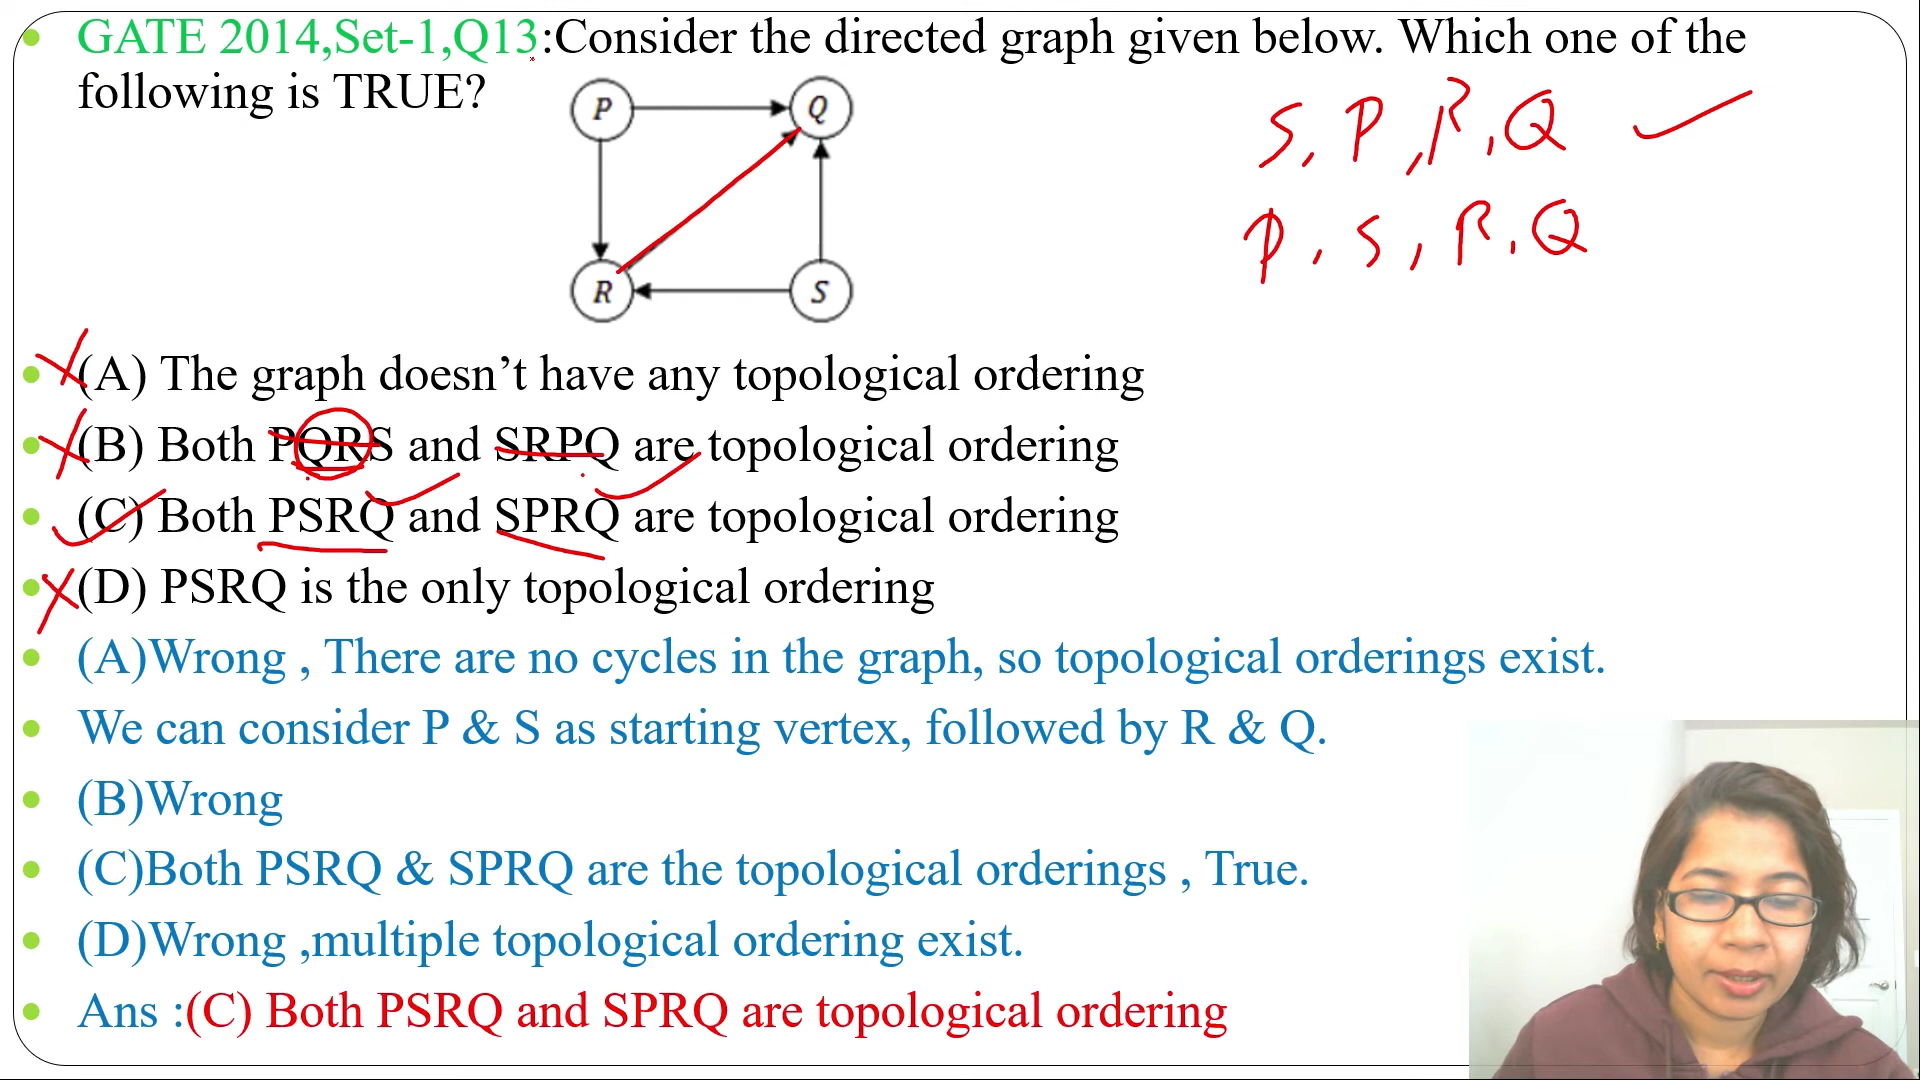 GATE 2014,Set-1,Q13:Consider the directed graph given below. Which one of the
following is TRUE?
P
Q
R
S
S, P, R, Q
P, S, R, Q
(A) The graph doesn’t have any topological ordering
(B) Both PQRS and SRPQ are topological ordering
(C) Both PSRQ and SPRQ are topological ordering
(D) PSRQ is the only topological ordering
(A)Wrong , There are no cycles in the graph, so topological orderings exist.
We can consider P & S as starting vertex, followed by R & Q.
(B)Wrong
(C)Both PSRQ & SPRQ are the topological orderings , True.
(D)Wrong ,multiple topological ordering exist.
Ans :(C) Both PSRQ and SPRQ are topological ordering